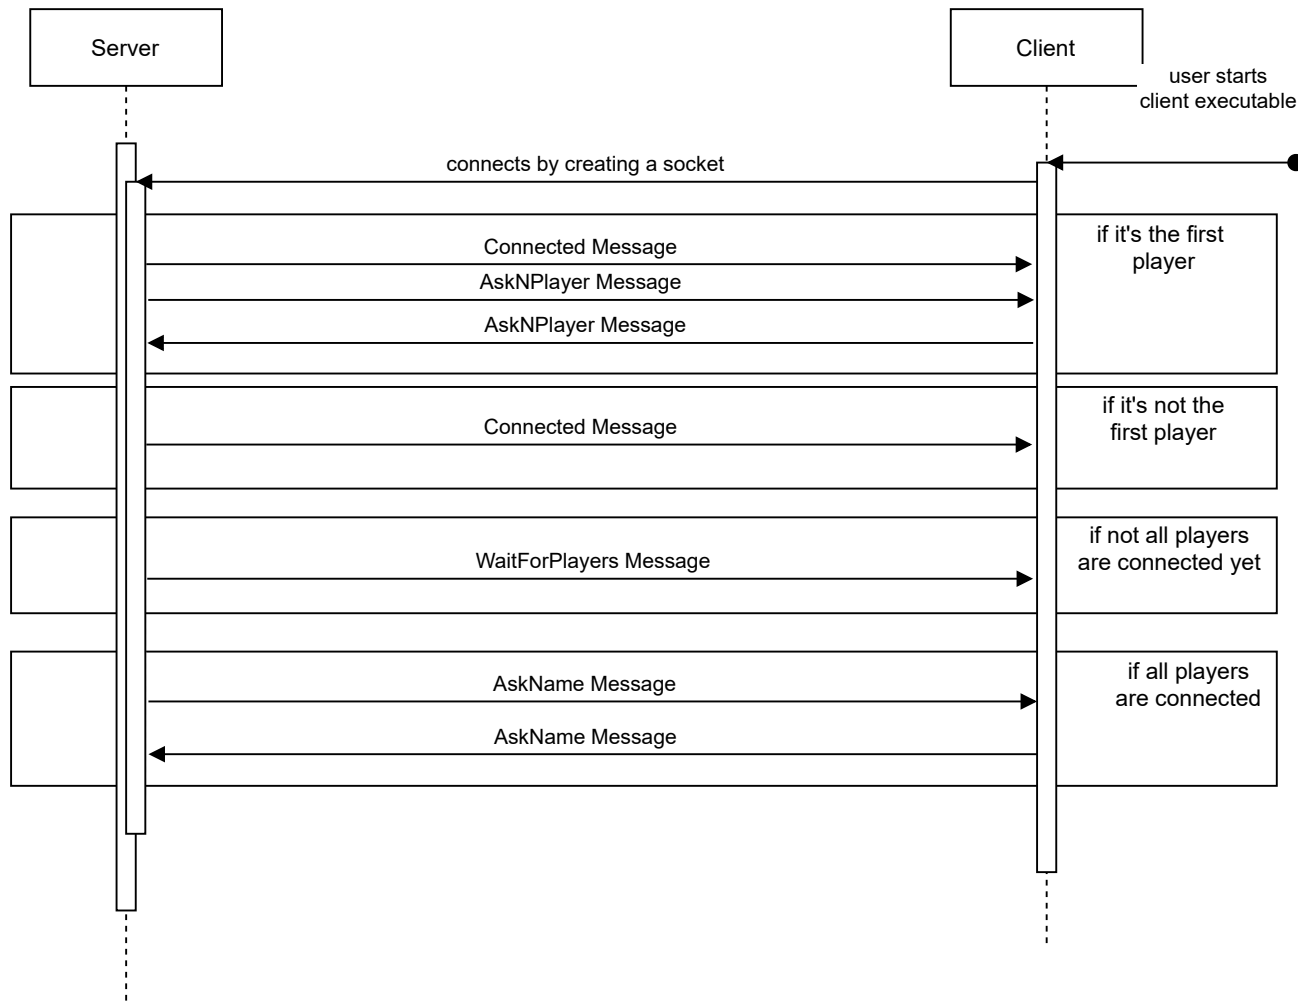 Server
Client
user starts
client executable
connects by creating a socket
if it's the first
player
Connected Message
AskNPlayer Message
AskNPlayer Message
if it's not the
first player
Connected Message
if not all players
are connected yet
WaitForPlayers Message
if all players
are connected
AskName Message
AskName Message